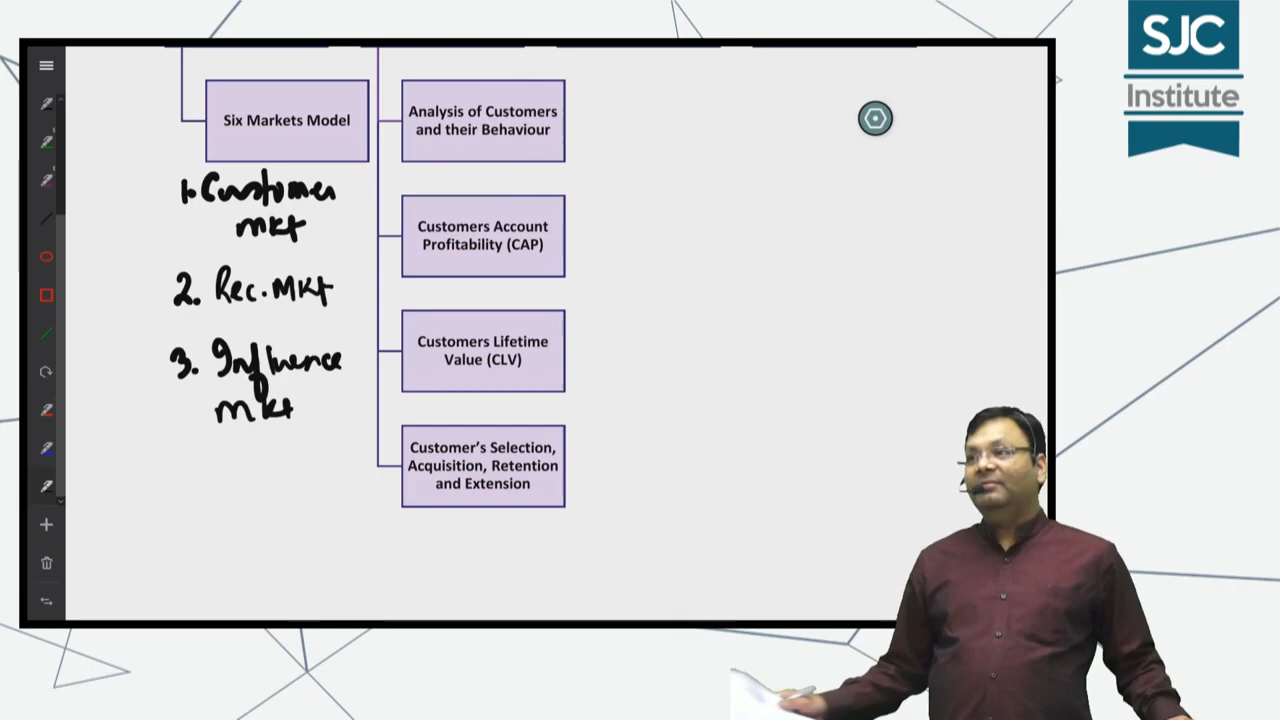 SJC
Institute
Six Markets Model
Analysis of Customers
and their Behaviour
1. Customer
mkt
Customers Account
Profitability (CAP)
2. Rec. Mkt
3. Influence
mkt
Customers Lifetime
Value (CLV)
Customer’s Selection,
Acquisition, Retention
and Extension